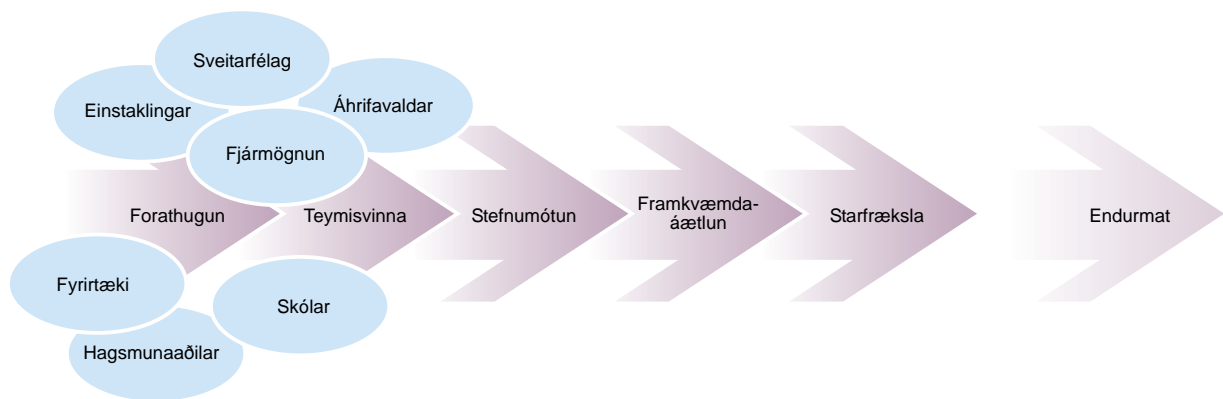 Sveitarfélag
Einstaklingar
Áhrifavaldar
Fjármögnun
Forathugun
Teymisvinna
Stefnumótun
Framkvæmda-
áætlun
Starfræksla
Endurmat
Fyrirtæki
Skólar
Hagsmunaaðilar